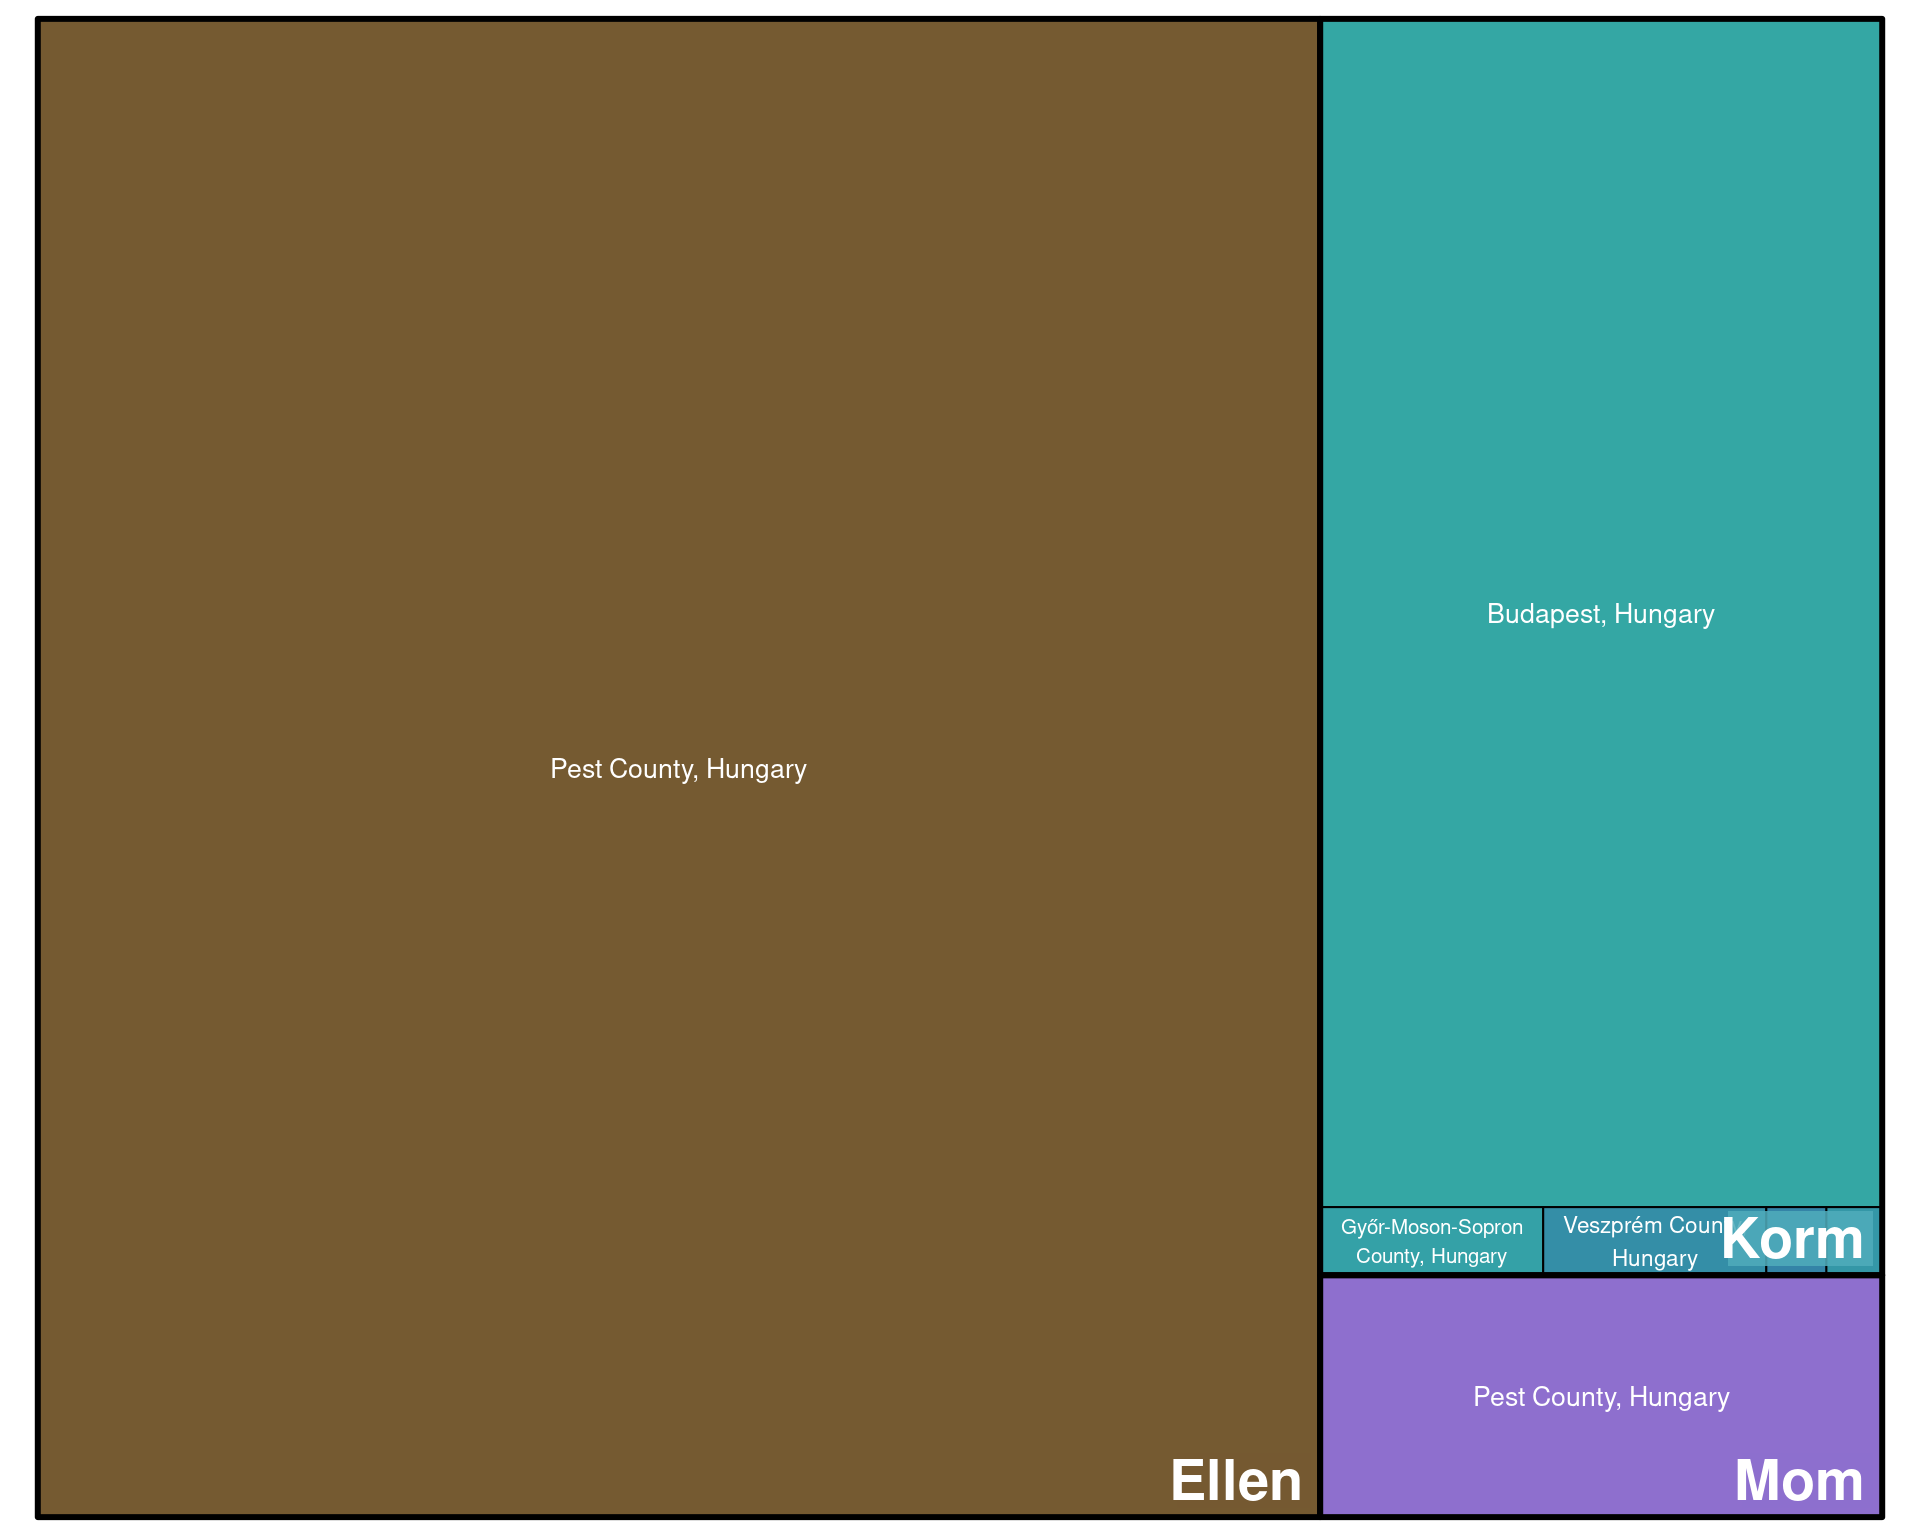 Pest County, Hungary
Ellen
Budapest, Hungary
Győr-Moson-Sopron
County, Hungary
Veszprém Coun
Hungary
Korm
Pest County, Hungary
Mom